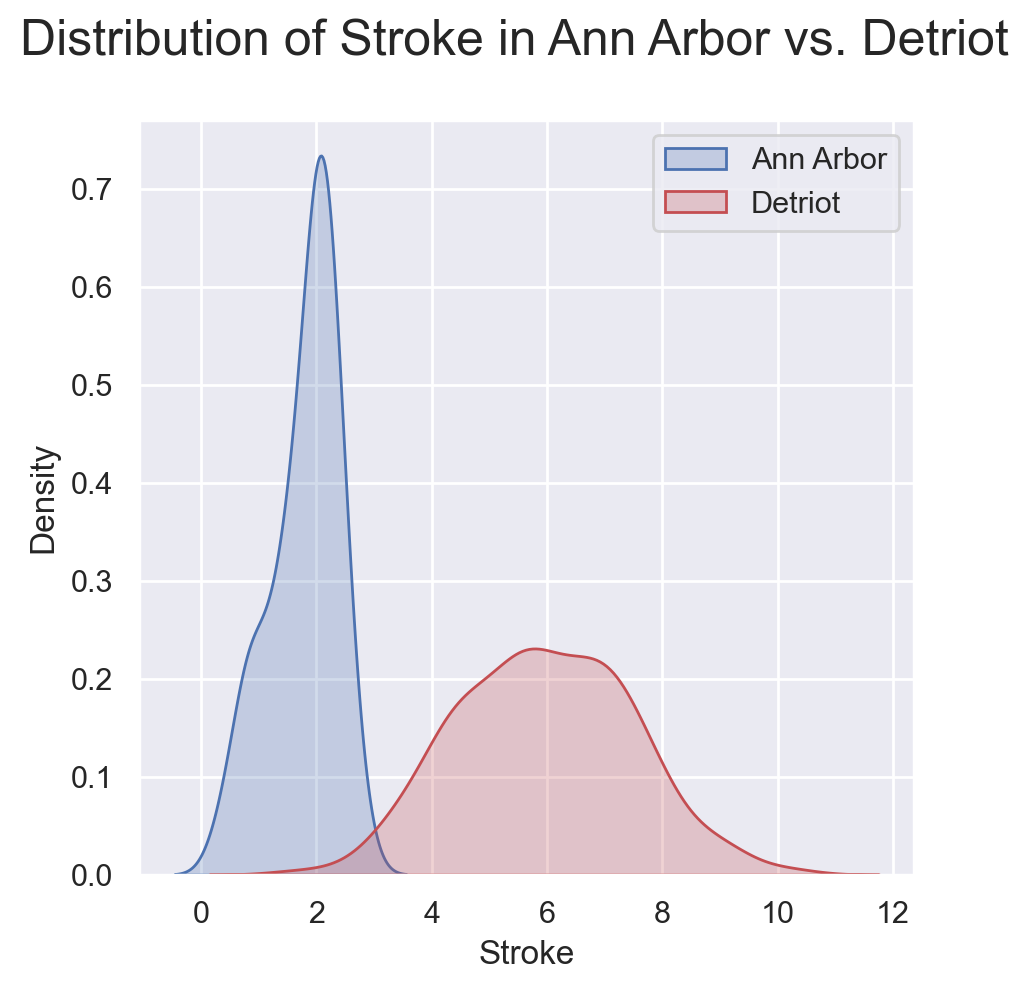 Distribution of Stroke in Ann Arbor vs. Detriot
Ann Arbor
Detriot
0.7
0.6
0.5
0.4
0.3
0.2
0.1
0.0
Density
0 2 4 6 8 10 12
Stroke